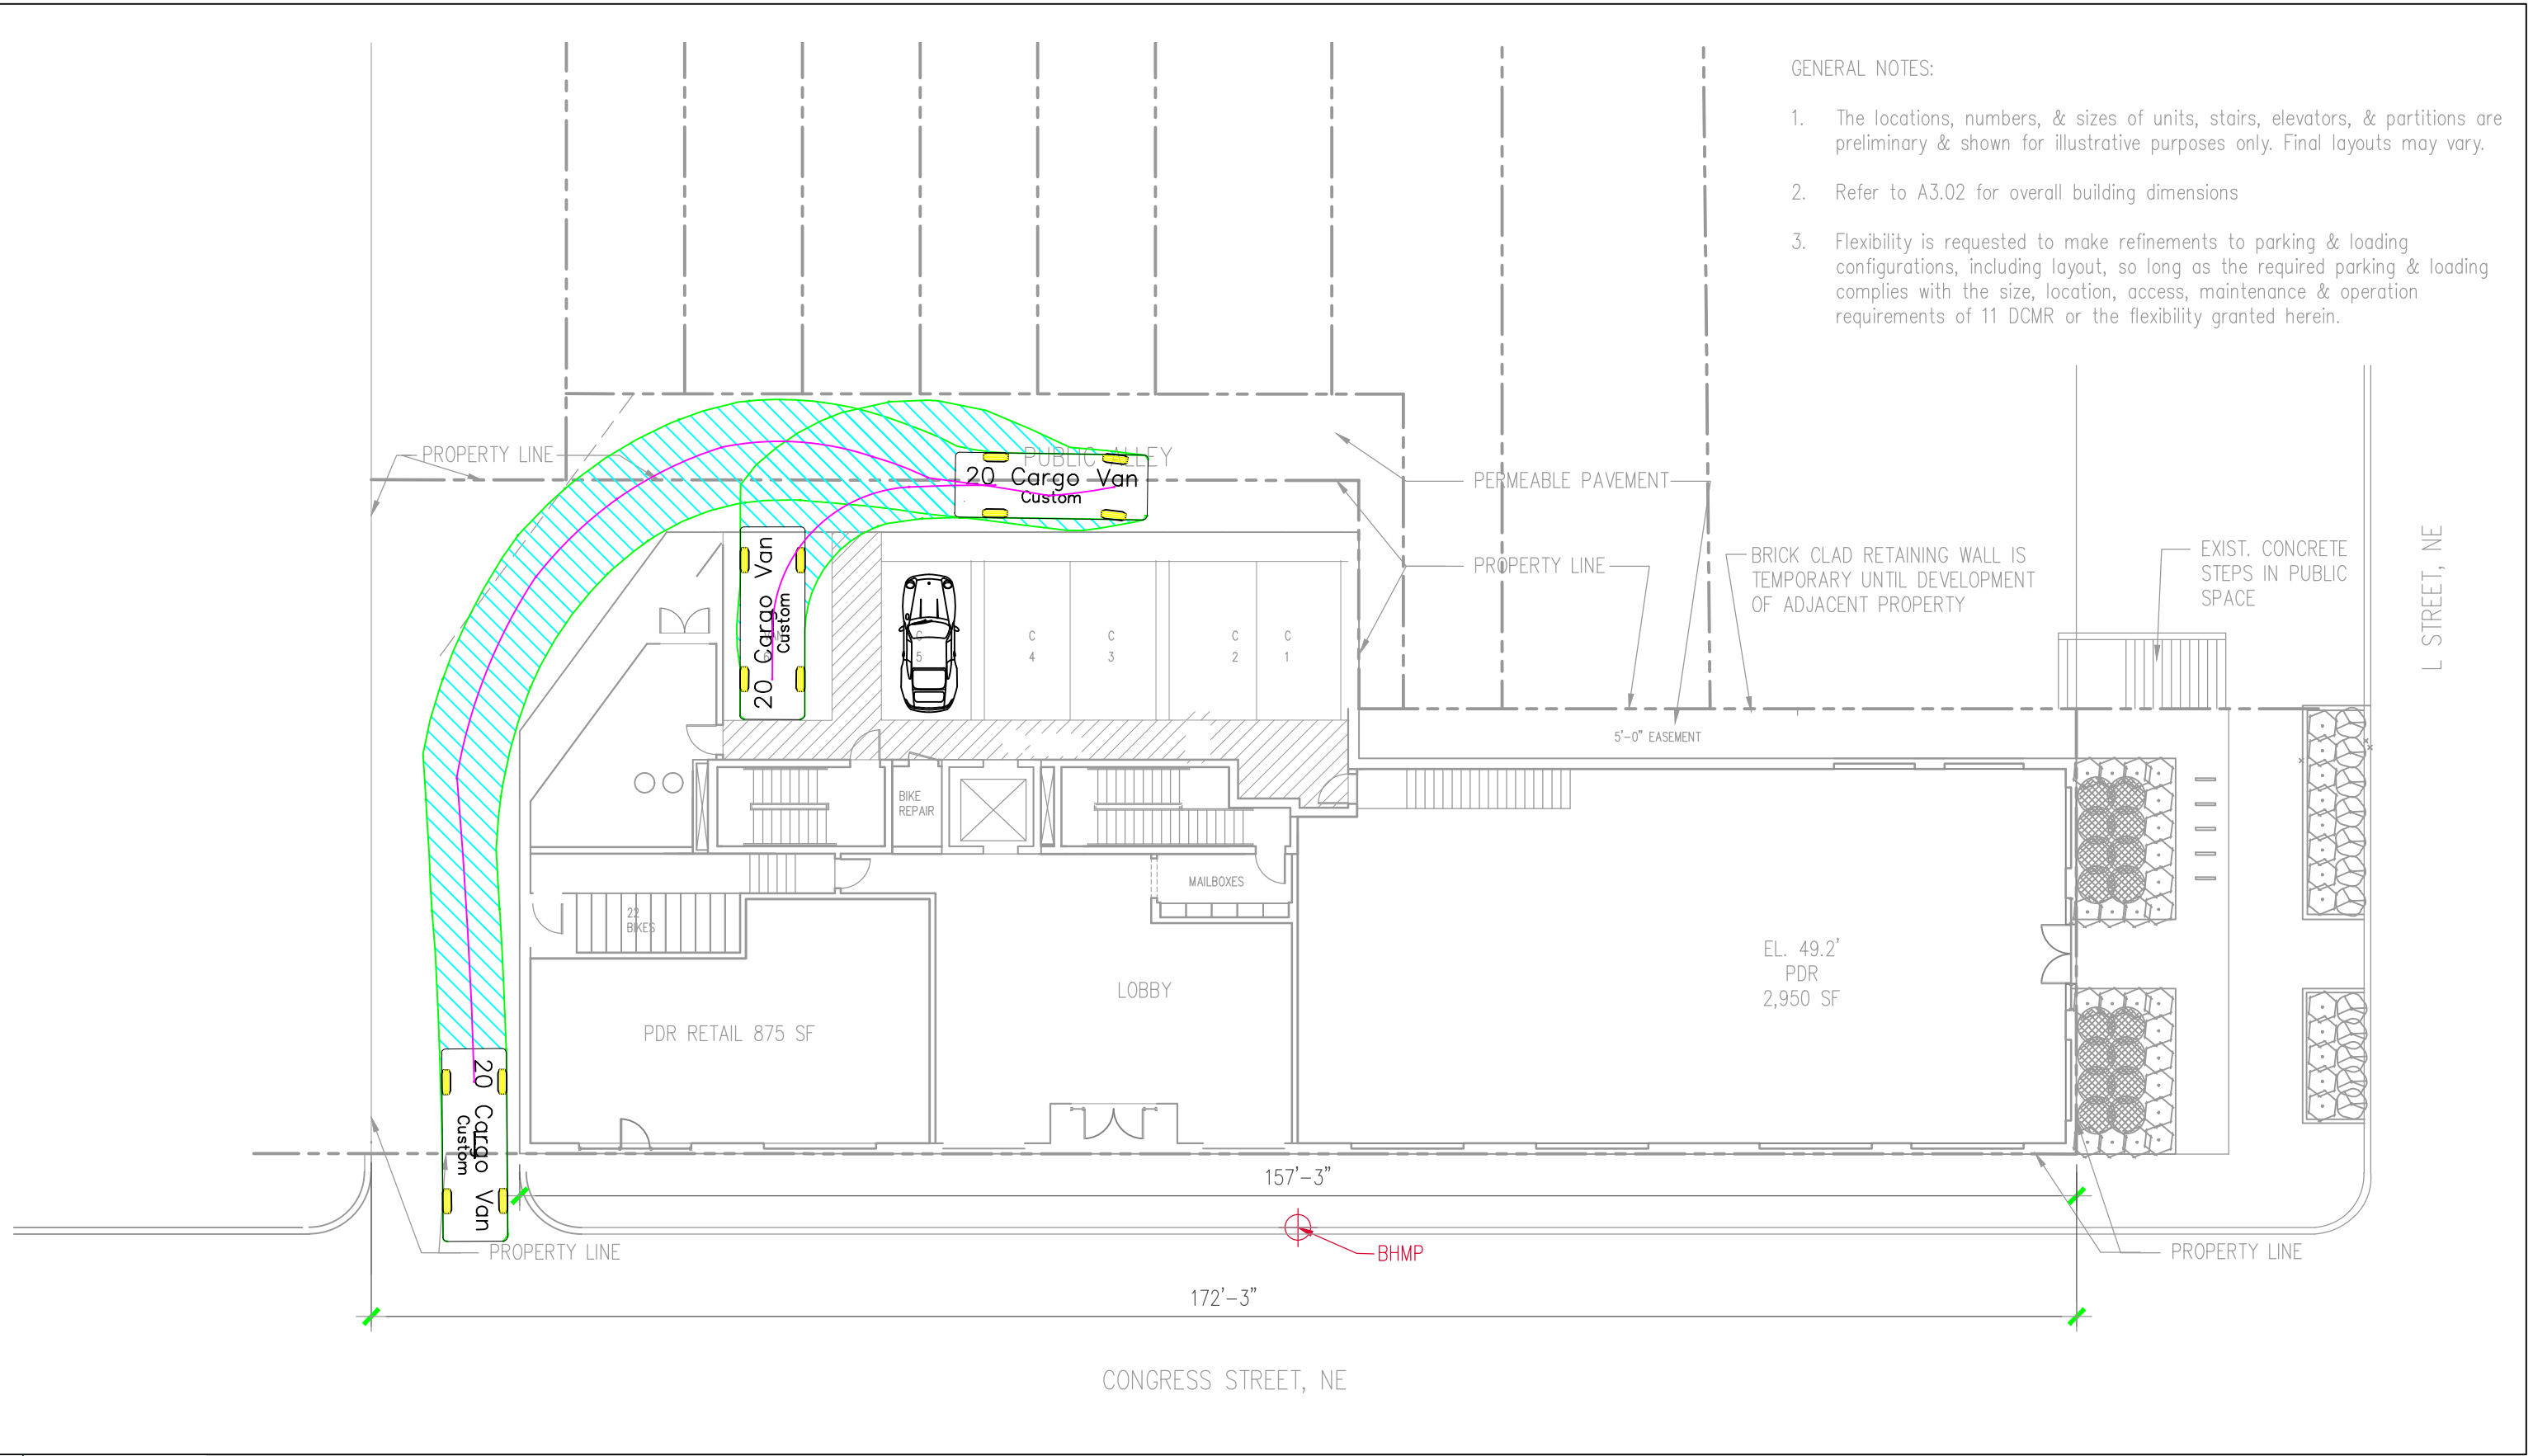 GENERAL NOTES:
1. The locations, numbers, & sizes of units, stairs, elevators, & partitions are
preliminary & shown for illustrative purposes only. Final layouts may vary.
2. Refer to A3.02 for overall building dimensions
3. Flexibility is requested to make refinements to parking & loading
configurations, including layout, so long as the required parking & loading
complies with the size, location, access, maintenance & operation
requirements of 11 DCMR or the flexibility granted herein.
PROPERTY LINE
PUBLIC ALLEY
20 Cargo Van
Custom
PERMEABLE PAVEMENT
PROPERTY LINE
BRICK CLAD RETAINING WALL IS
TEMPORARY UNTIL DEVELOPMENT
OF ADJACENT PROPERTY
EXIST. CONCRETE
STEPS IN PUBLIC
SPACE
L STREET, NE
20 Cargo Van
Custom
C
5
C
4
C
3
C
2
C
1
5'-0" EASEMENT
BIKE
REPAIR
MAILBOXES
22
BIKES
LOBBY
EL. 49.2'
PDR
2,950 SF
PDR RETAIL 875 SF
20 Cargo Van
Custom
157'-3"
PROPERTY LINE
BHMP
PROPERTY LINE
172'-3"
CONGRESS STREET, NE